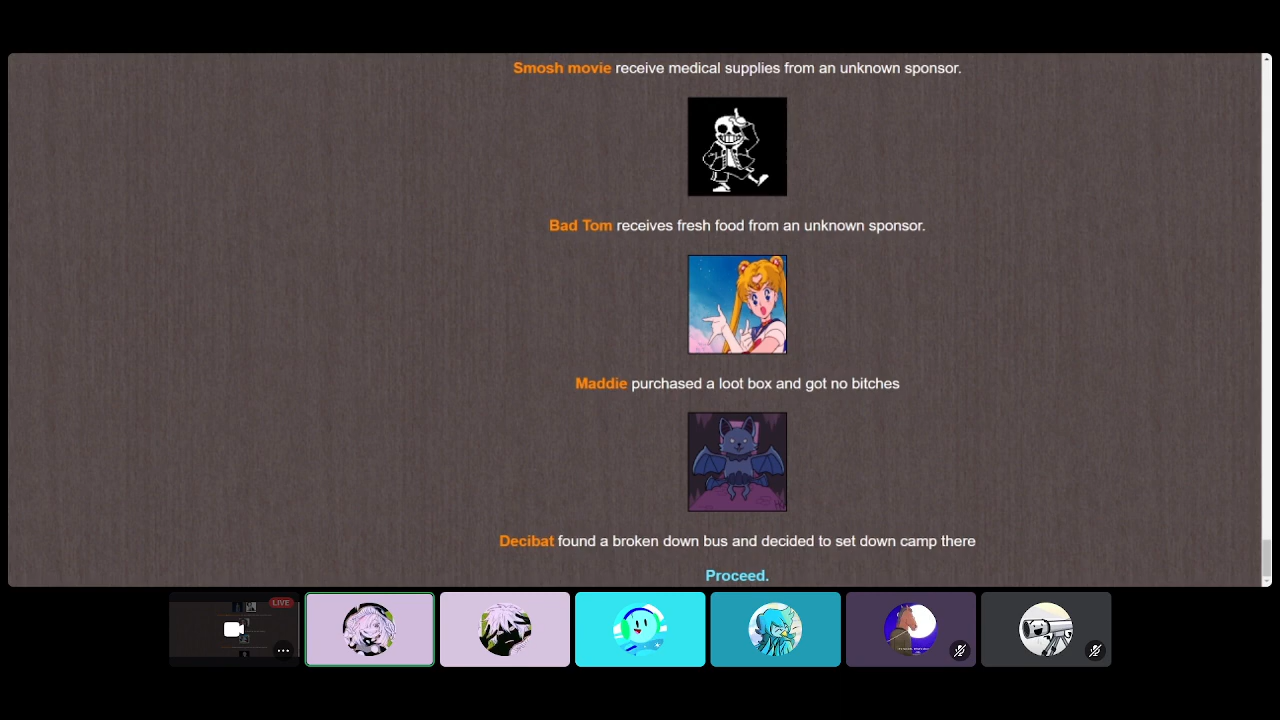 Smosh movie receive medical supplies from an unknown sponsor.
Bad Tom receives fresh food from an unknown sponsor.
Maddie purchased a loot box and got no bitches
Decibat found a broken down bus and decided to set down camp there
Proceed.
LIVE